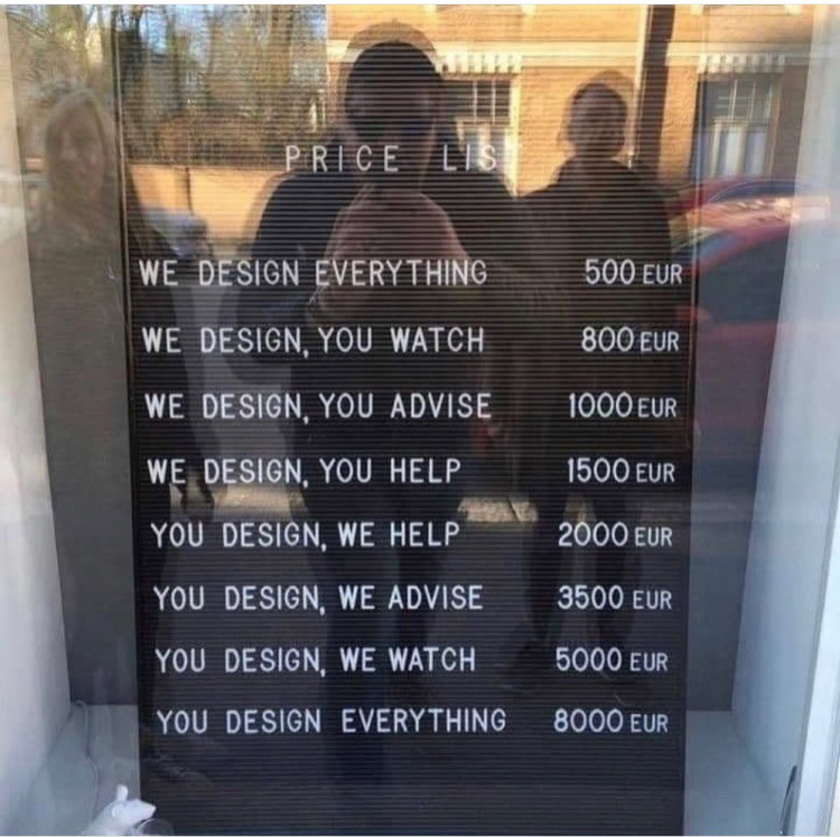 PRICE LIS
WE DESIGN EVERYTHING 500 EUR
WE DESIGN, YOU WATCH 800 EUR
WE DESIGN, YOU ADVISE 1000 EUR
WE DESIGN, YOU HELP 1500 EUR
YOU DESIGN, WE HELP 2000 EUR
YOU DESIGN, WE ADVISE 3500 EUR
YOU DESIGN, WE WATCH 5000 EUR
YOU DESIGN EVERYTHING 8000 EUR